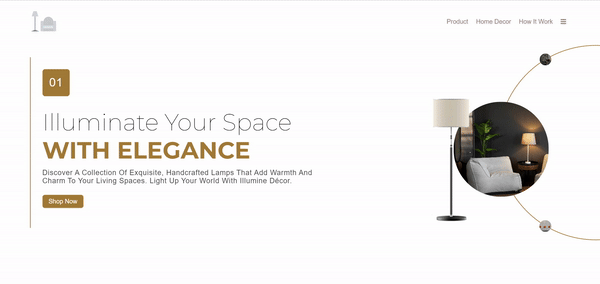 Product Home Decor How It Work
01
Illuminate Your Space
WITH ELEGANCE
Discover A Collection Of Exquisite, Handcrafted Lamps That Add Warmth And
Charm To Your Living Spaces. Light Up Your World With Illumine Décor.
Shop Now